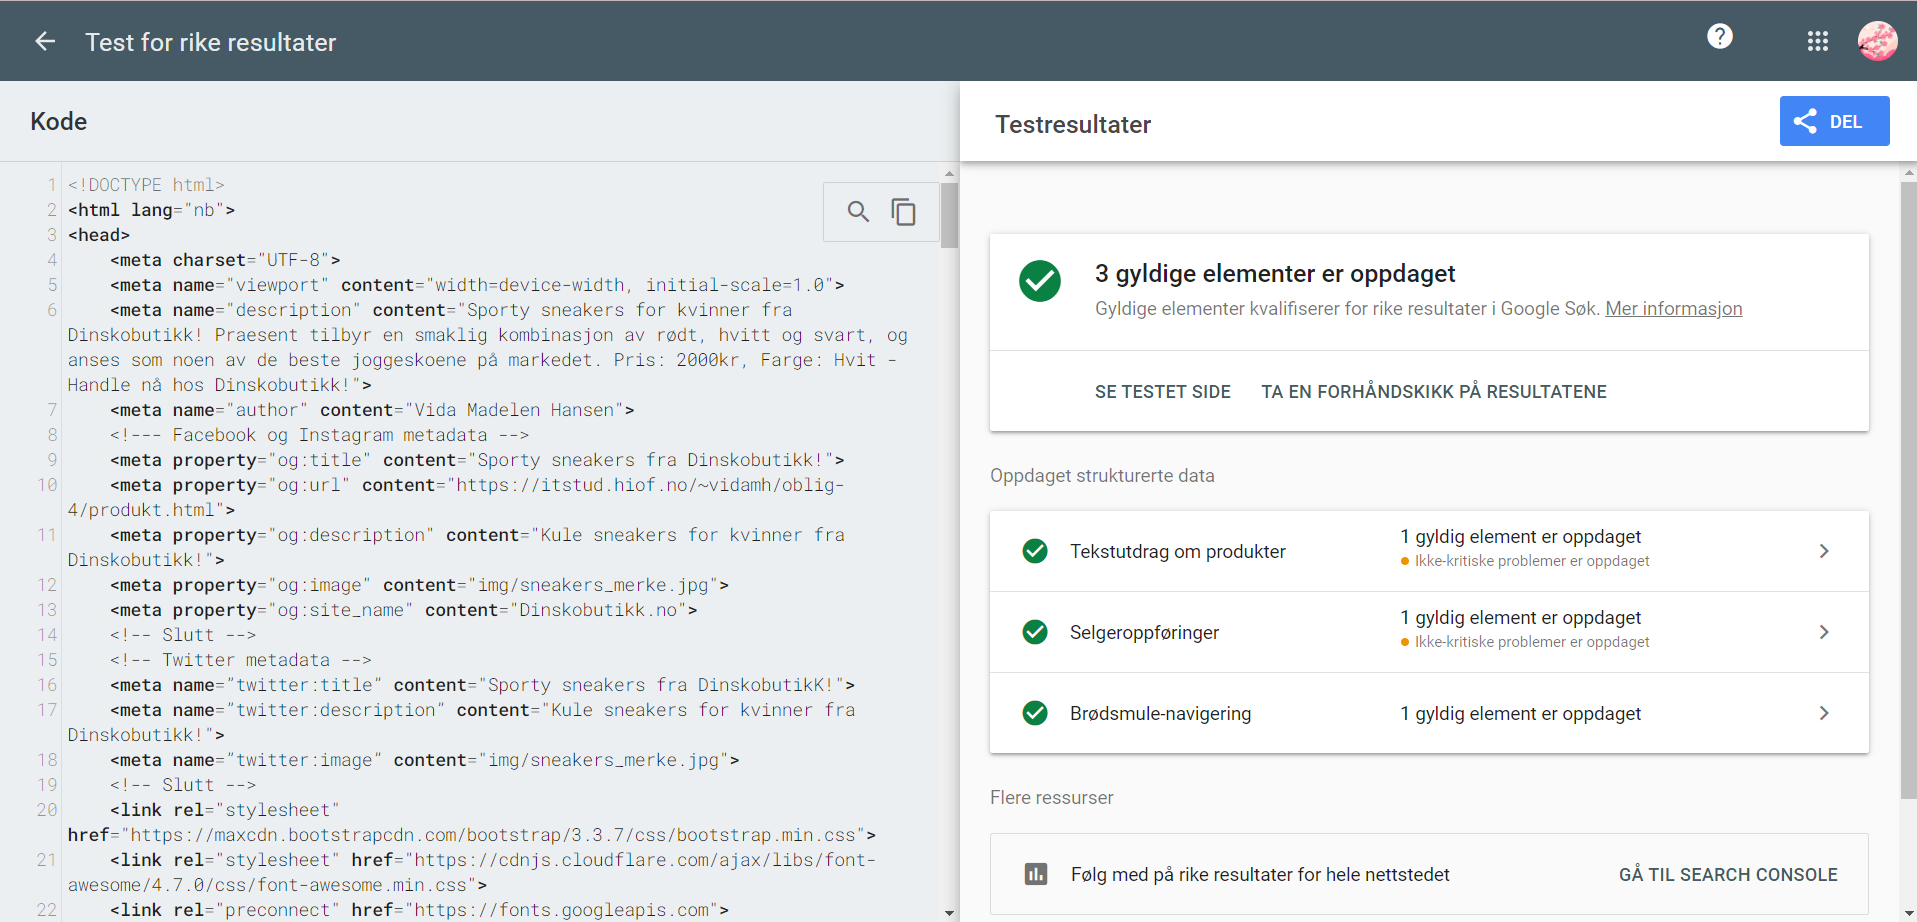 Test for rike resultater
Kode
1 <!DOCTYPE html>
2 <html lang="nb">
3 <head>
4 <meta charset="UTF-8">
5 <meta name="viewport" content="width=device-width, initial-scale=1.0">
6 <meta name="description" content="Sporty sneakers for kvinner fra
Dinskobutikk! Praesent tilbyr en smaklig kombinasjon av rødt, hvitt og svart, og
anses som noen av de beste joggeskoene på markedet. Pris: 2000kr, Farge: Hvit -
Handle nå hos Dinskobutikk!">
7 <meta name="author" content="Vida Madelen Hansen">
8 <!--- Facebook og Instagram metadata -->
9 <meta property="og:title" content="Sporty sneakers fra Dinskobutikk!">
10 <meta property="og:url" content="https://itstud.hiof.no/~vidamh/oblig-
4/produkt.html">
11 <meta property="og:description" content="Kule sneakers for kvinner fra
Dinskobutikk!">
12 <meta property="og:image" content="img/sneakers_merke.jpg">
13 <meta property="og:site_name" content="Dinskobutikk.no">
14 <!-- Slutt -->
15 <!-- Twitter metadata -->
16 <meta name=”twitter:title” content="Sporty sneakers fra DinskobutikK!">
17 <meta name=”twitter:description” content="Kule sneakers for kvinner fra
Dinskobutikk!">
18 <meta name=”twitter:image” content="img/sneakers_merke.jpg">
19 <!-- Slutt -->
20 <link rel="stylesheet"
href="https://maxcdn.bootstrapcdn.com/bootstrap/3.3.7/css/bootstrap.min.css">
21 <link rel="stylesheet" href="https://cdnjs.cloudflare.com/ajax/libs/font-
awesome/4.7.0/css/font-awesome.min.css">
22 <link rel="preconnect" href="https://fonts.googleapis.com">
Testresultater
DEL
3 gyldige elementer er oppdaget
Gyldige elementer kvalifiserer for rike resultater i Google Søk. Mer informasjon
SE TESTET SIDE TA EN FORHÅNDSKIKK PÅ RESULTATENE
Oppdaget strukturerte data
Tekstutdrag om produkter
1 gyldig element er oppdaget
Ikke-kritiske problemer er oppdaget
Selgeroppføringer
1 gyldig element er oppdaget
Ikke-kritiske problemer er oppdaget
Brødsmule-navigering
1 gyldig element er oppdaget
Flere ressurser
Følg med på rike resultater for hele nettstedet
GÅ TIL SEARCH CONSOLE